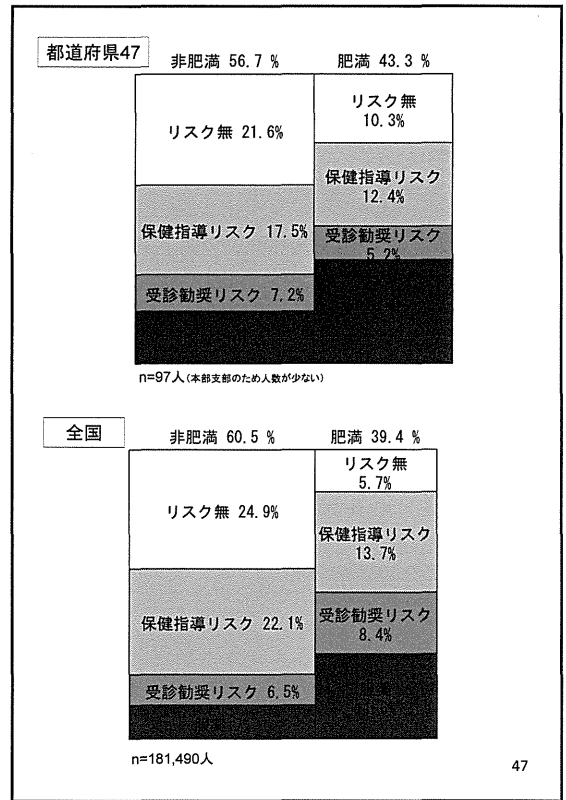 都道府県47
非肥満 56.7 %
肥満 43.3 %
リスク無 21.6%
保健指導リスク 17.5%
受診勧奨リスク 7.2%
リスク無
10.3%
保健指導リスク
12.4%
受診勧奨リスク
5.2%
n=97人(本部支部のため人数が少ない)
全国
非肥満 60.5 %
肥満 39.4 %
リスク無 24.9%
保健指導リスク 22.1%
受診勧奨リスク 6.5%
リスク無
5.7%
保健指導リスク
13.7%
受診勧奨リスク
8.4%
n=181,490人
47